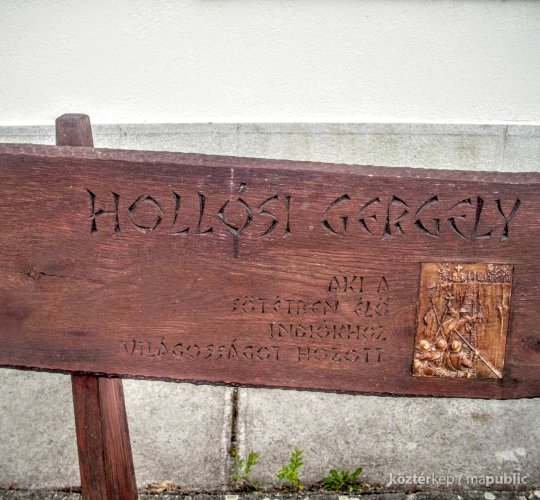 HOLLÓSI GERGELY
AKI A
SÖTÉTBEN ÉLŐ
INDIÓKHOZ
VILÁGOSSÁGOT HOZOTT
köztérkép / mapublic